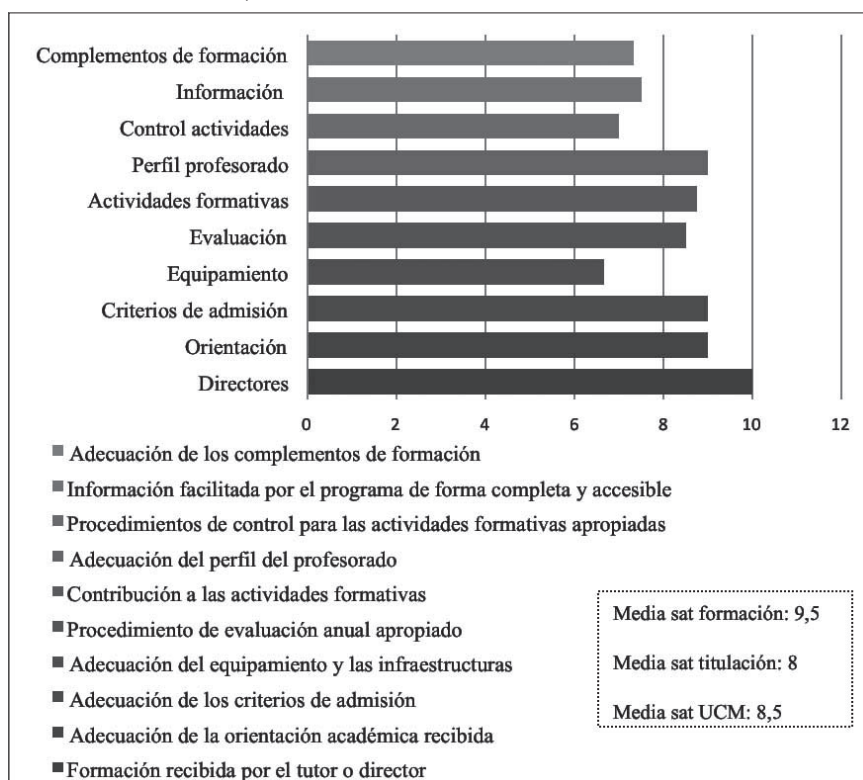 Complementos de formación
Información
Control actividades
Perfil profesorado
Actividades formativas
Evaluación
Equipamiento
Criterios de admisión
Orientación
Directores
0 2 4 6 8 10 12
Adecuación de los complementos de formación
Información facilitada por el programa de forma completa y accesible
Procedimientos de control para las actividades formativas apropiadas
Adecuación del perfil del profesorado
Contribución a las actividades formativas
Procedimiento de evaluación anual apropiado
Adecuación del equipamiento y las infraestructuras
Adecuación de los criterios de admisión
Adecuación de la orientación académica recibida
Formación recibida por el tutor o director
Media sat formación: 9,5
Media sat titulación: 8
Media sat UCM: 8,5